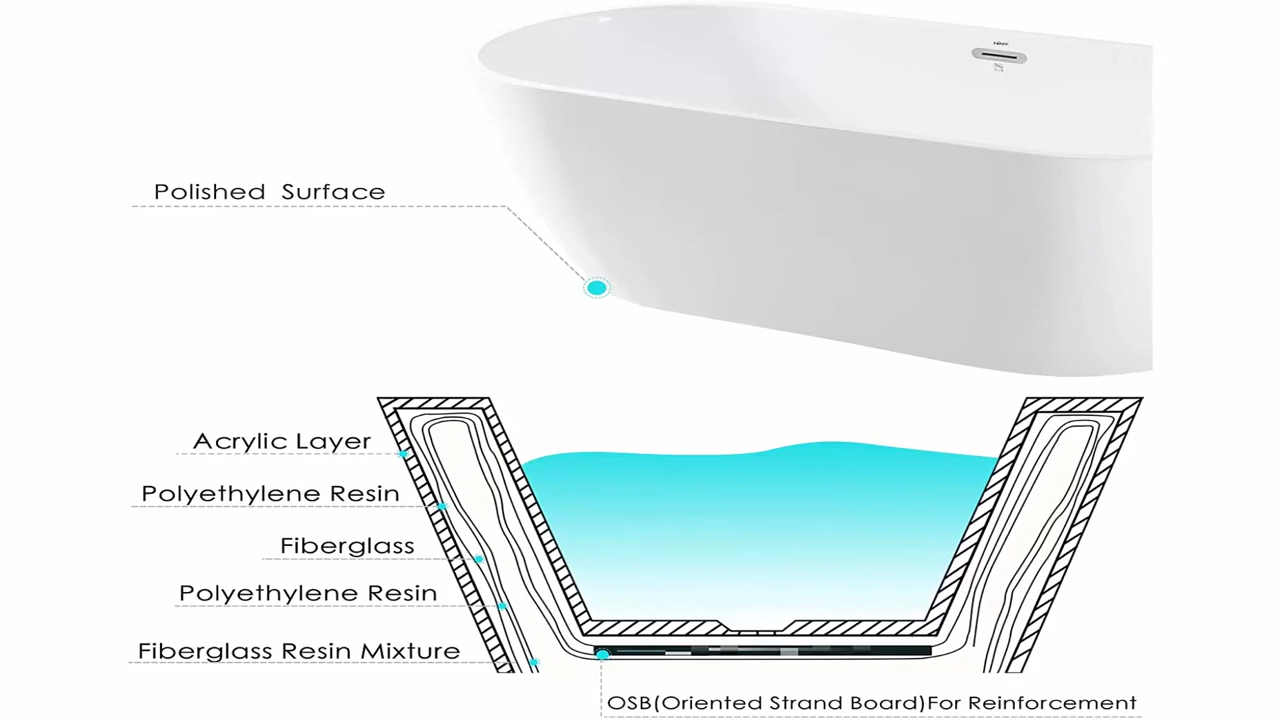 Polished Surface
Acrylic Layer
Polyethylene Resin
Fiberglass
Polyethylene Resin
Fiberglass Resin Mixture
OSB(Oriented Strand Board)For Reinforcement